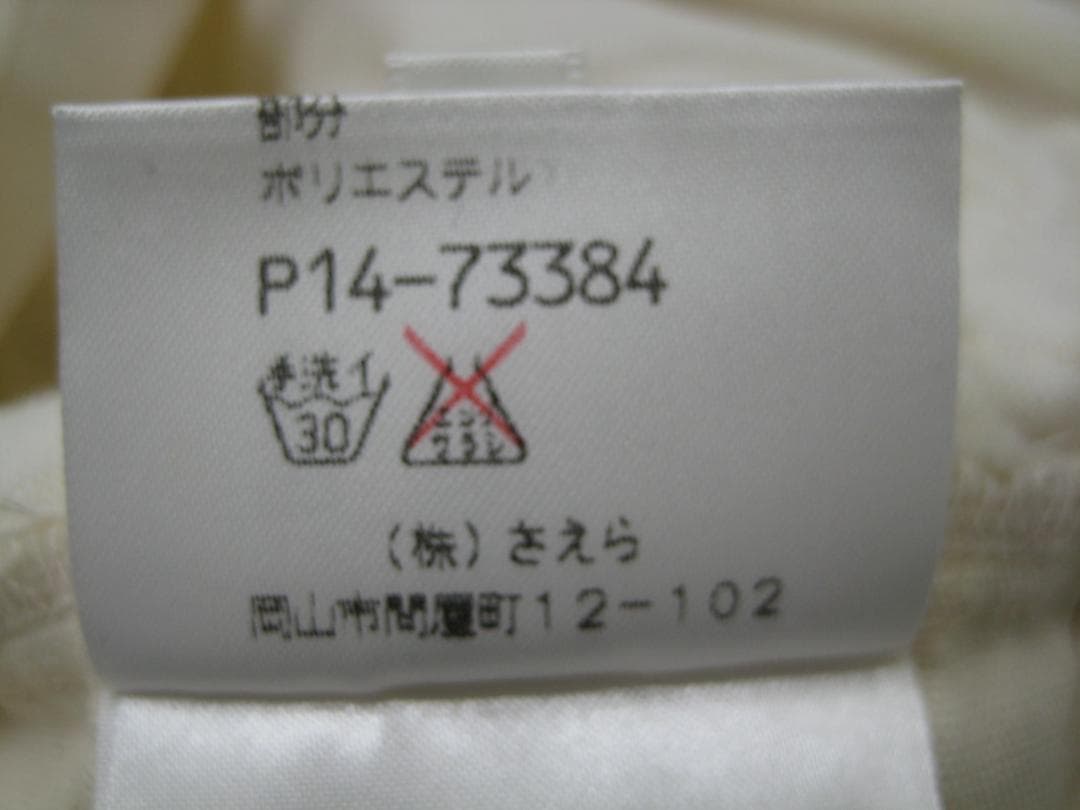 部分
ポリエステル
P14-73384
手洗イ
30
エンソ
サラシ
(株)さえら
岡山市問屋町12-102